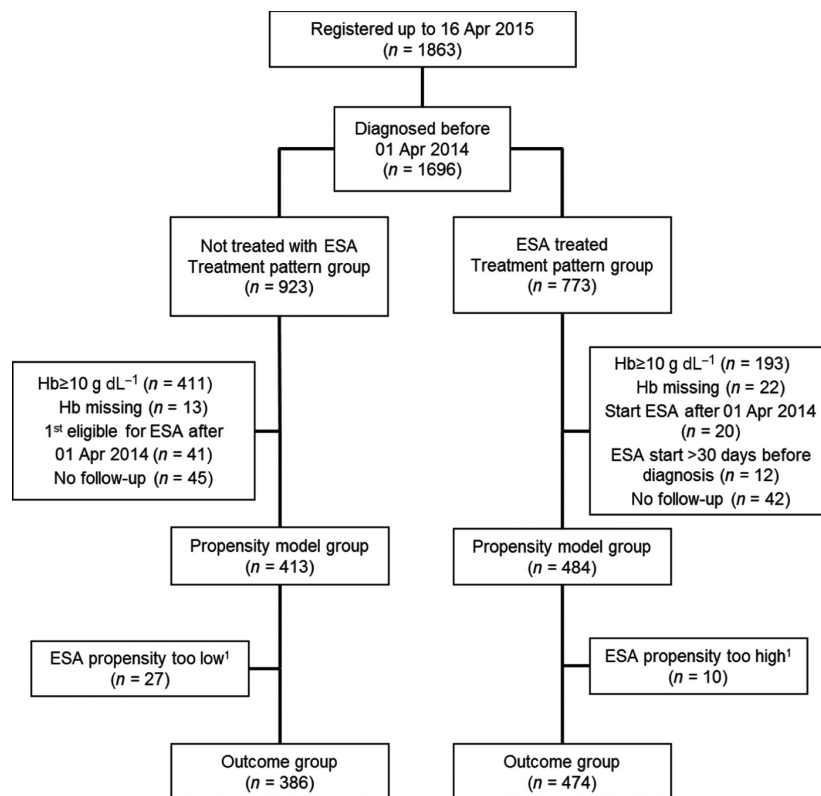 Registered up to 16 Apr 2015
(n = 1863)
Diagnosed before
01 Apr 2014
(n = 1696)
Not treated with ESA
Treatment pattern group
(n = 923)
ESA treated
Treatment pattern group
(n = 773)
Hb≥10 g dL⁻¹ (n = 411)
Hb missing (n = 13)
1ˢᵗ eligible for ESA after
01 Apr 2014 (n = 41)
No follow-up (n = 45)
Hb≥10 g dL⁻¹ (n = 193)
Hb missing (n = 22)
Start ESA after 01 Apr 2014
(n = 20)
ESA start >30 days before
diagnosis (n = 12)
No follow-up (n = 42)
Propensity model group
(n = 413)
Propensity model group
(n = 484)
ESA propensity too low¹
(n = 27)
ESA propensity too high¹
(n = 10)
Outcome group
(n = 386)
Outcome group
(n = 474)